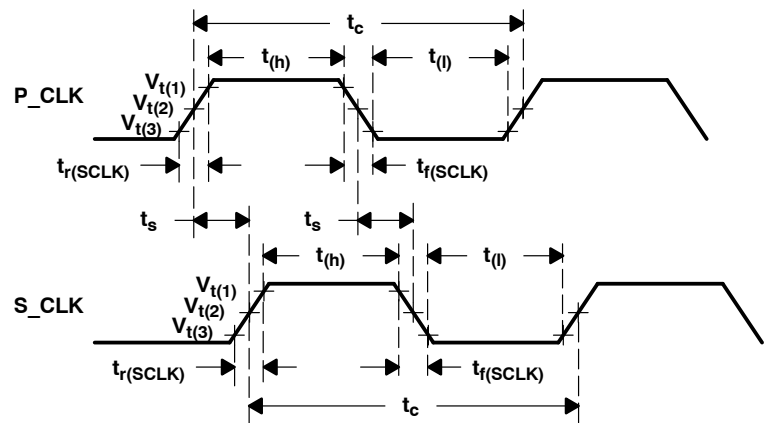 t_c
t_(h) t_(l)
V_t(1)
P_CLK V_t(2)
V_t(3)
t_r(SCLK) t_f(SCLK)
t_s t_s
t_(h) t_(l)
V_t(1)
S_CLK V_t(2)
V_t(3)
t_r(SCLK) t_f(SCLK)
t_c